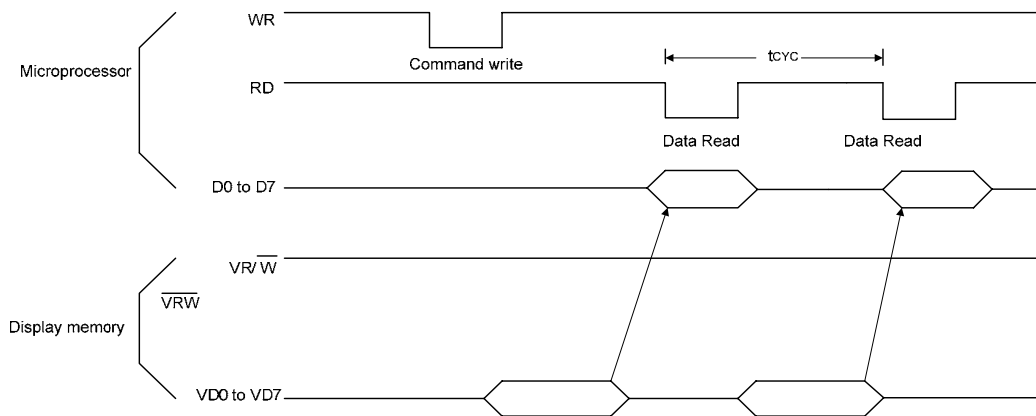 WR
Command write
Microprocessor
tCYC
RD
Data Read
Data Read
D0 to D7
VR/W̅
V̅R̅W̅
Display memory
VD0 to VD7